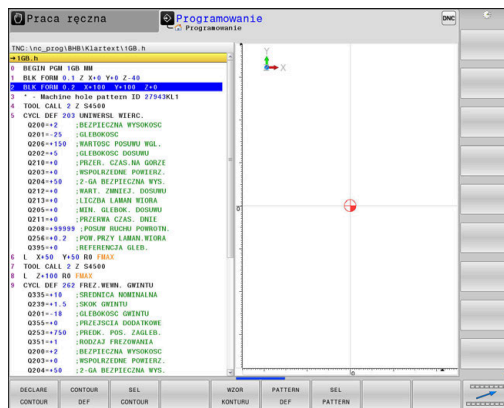 Praca ręczna
Programowanie
Programowanie
DNC
TNC:\nc_prog\BHB\Klartext\1GB.h
→1GB.h
0 BEGIN PGM 1GB MM
1 BLK FORM 0.1 Z X+0 Y+0 Z-40
2 BLK FORM 0.2 X+100 Y+100 Z+0
3 * - Machine hole pattern ID 27943KL1
4 TOOL CALL 2 Z S4500
5 CYCL DEF 203 UNIWERSL WIERC.
Q200=+2 ;BEZPIECZNA WYSOKOSC
Q201=-25 ;GLEBOKOSC
Q206=+150 ;WARTOSC POSUWU WGL.
Q202=+5 ;GLEBOKOSC DOSUWU
Q210=+0 ;PRZER. CZAS.NA GORZE
Q203=+0 ;WSPOLRZEDNE POWIERZ.
Q204=+50 ;2-GA BEZPIECZNA WYS.
Q212=+0 ;WART. ZMNIEJ. DOSUWU
Q213=+0 ;LICZBA LAMAN WIORA
Q205=+0 ;MIN. GLEBOK. DOSUWU
Q211=+0 ;PRZERWA CZAS. DNIE
Q208=+99999 ;POSUW RUCHU POWROTN.
Q256=+0.2 ;POW.PRZY LAMAN.WIORA
Q395=+0 ;REFERENCJA GLEB.
6 L X+50 Y+50 R0 FMAX
7 TOOL CALL 2 Z S4500
8 L Z+100 R0 FMAX
9 CYCL DEF 262 FREZ.WEWN. GWINTU
Q335=+10 ;SREDNICA NOMINALNA
Q239=+1.5 ;SKOK GWINTU
Q201=-18 ;GLEBOKOSC GWINTU
Q355=+0 ;PRZEJSCIA DODATKOWE
Q253=+750 ;PREDK. POS. ZAGLEB.
Q351=+1 ;RODZAJ FREZOWANIA
Q200=+2 ;BEZPIECZNA WYSOKOSC
Q203=+0 ;WSPOLRZEDNE POWIERZ.
Q204=+50 ;2-GA BEZPIECZNA WYS.
Y
X
0
0
DECLARE CONTOUR
CONTOUR DEF
SEL CONTOUR
WZOR KONTURU
PATTERN DEF
SEL PATTERN